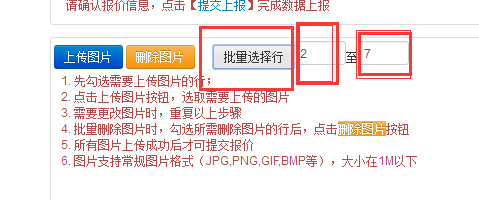 请确认报价信息，点击【提交上报】完成数据上报
上传图片 删除图片 批量选择行 2 至 7
1. 先勾选需要上传图片的行；
2. 点击上传图片按钮，选取需要上传的图片
3. 需要更改图片时，重复以上步骤
4. 批量删除图片时，勾选所需删除图片的行后，点击删除图片按钮
5. 所有图片上传成功后才可提交报价
6. 图片支持常规图片格式（JPG,PNG,GIF,BMP等），大小在1M以下